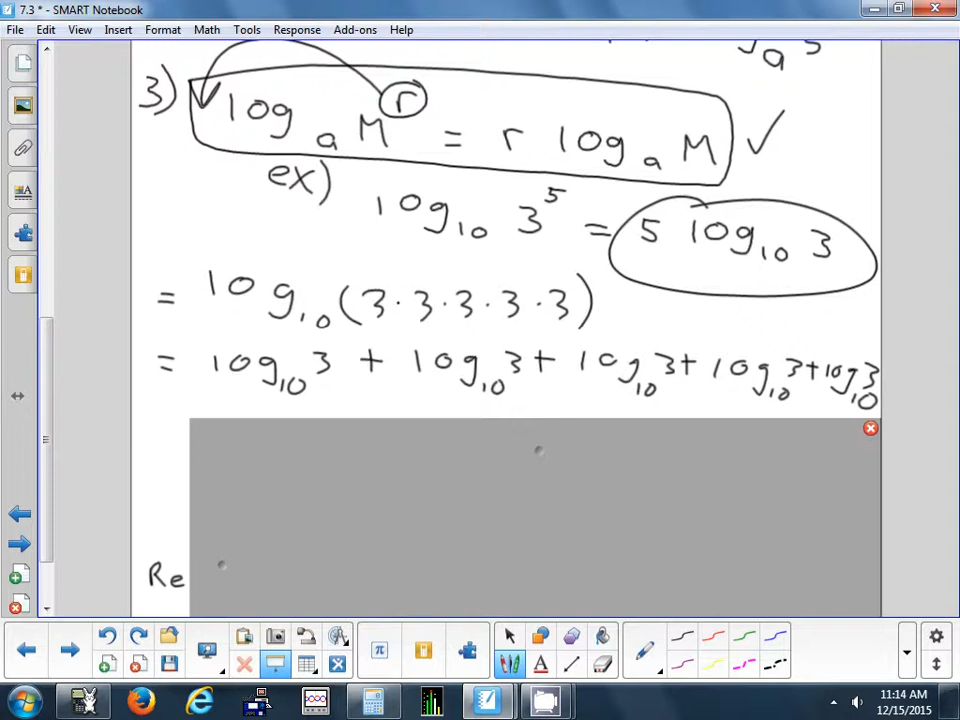 7.3 * - SMART Notebook
File Edit View Insert Format Math Tools Response Add-ons Help
a
3) log a M r = r log a M ✓
ex) log10 3^5 = 5 log10 3
= log10 (3·3·3·3·3)
= log10 3 + log10 3 + log10 3 + log10 3 + log10 3
Re
11:14 AM
12/15/2015